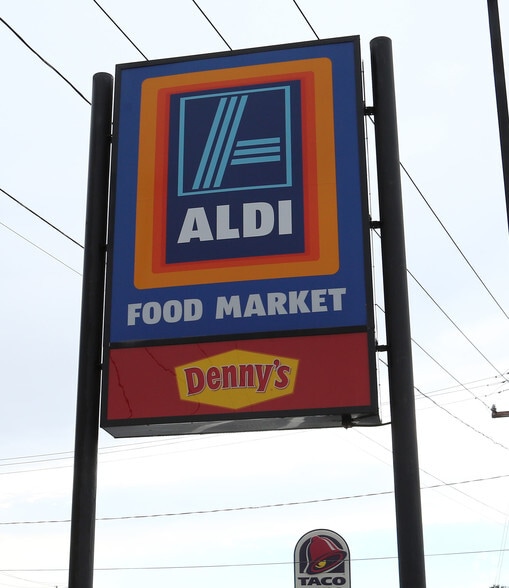 ALDI
FOOD MARKET
Denny's
TACO